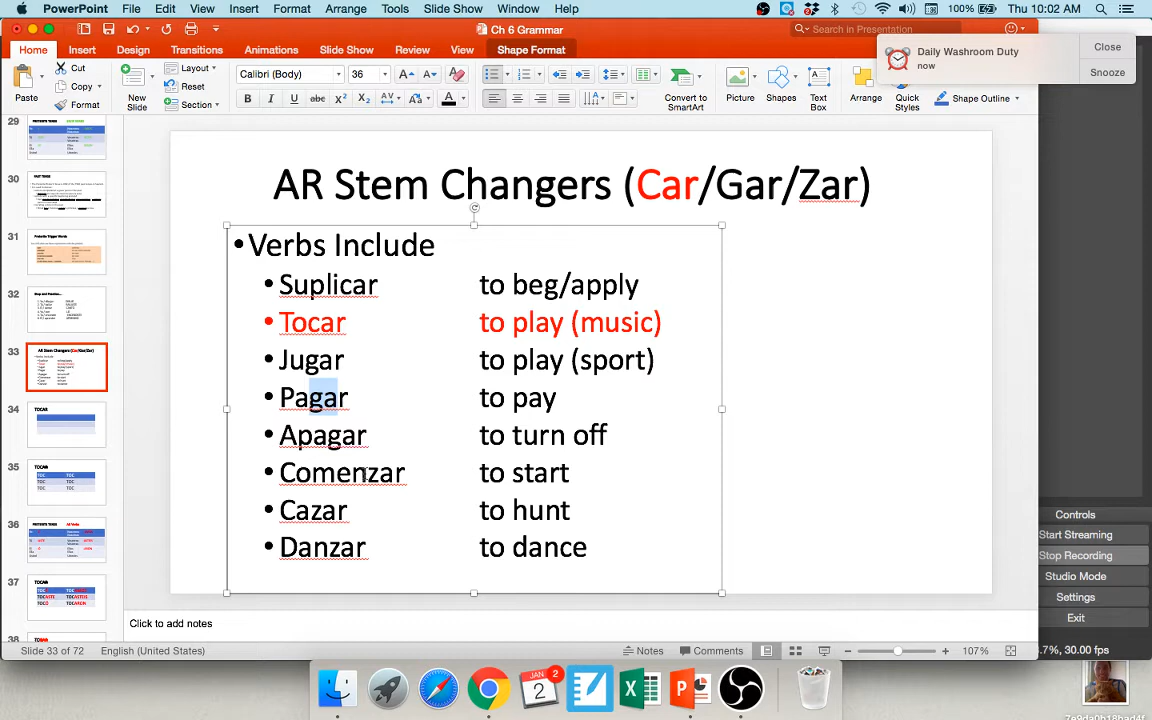 PowerPoint File Edit View Insert Format Arrange Tools Slide Show Window Help 100% Thu 10:02 AM
Ch 6 Grammar
Search in Presentation
Home Insert Design Transitions Animations Slide Show Review View Shape Format
Daily Washroom Duty
now
Close
Snooze
Paste
Cut
Copy
Format
New
Slide
Layout
Reset
Section
Calibri (Body) 36
Convert to
SmartArt
Picture
Shapes
Text
Box
Arrange
Quick
Styles
Shape Outline
29
30
31
32
33
34
35
36
37
38
AR Stem Changers (Car/Gar/Zar)
•Verbs Include
• Suplicar to beg/apply
• Tocar to play (music)
• Jugar to play (sport)
• Pagar to pay
• Apagar to turn off
• Comenzar to start
• Cazar to hunt
• Danzar to dance
Click to add notes
Slide 33 of 72 English (United States) Notes Comments 107%
Controls
Start Streaming
Stop Recording
Studio Mode
Settings
Exit
.7%, 30.00 fps
JAN 2
2